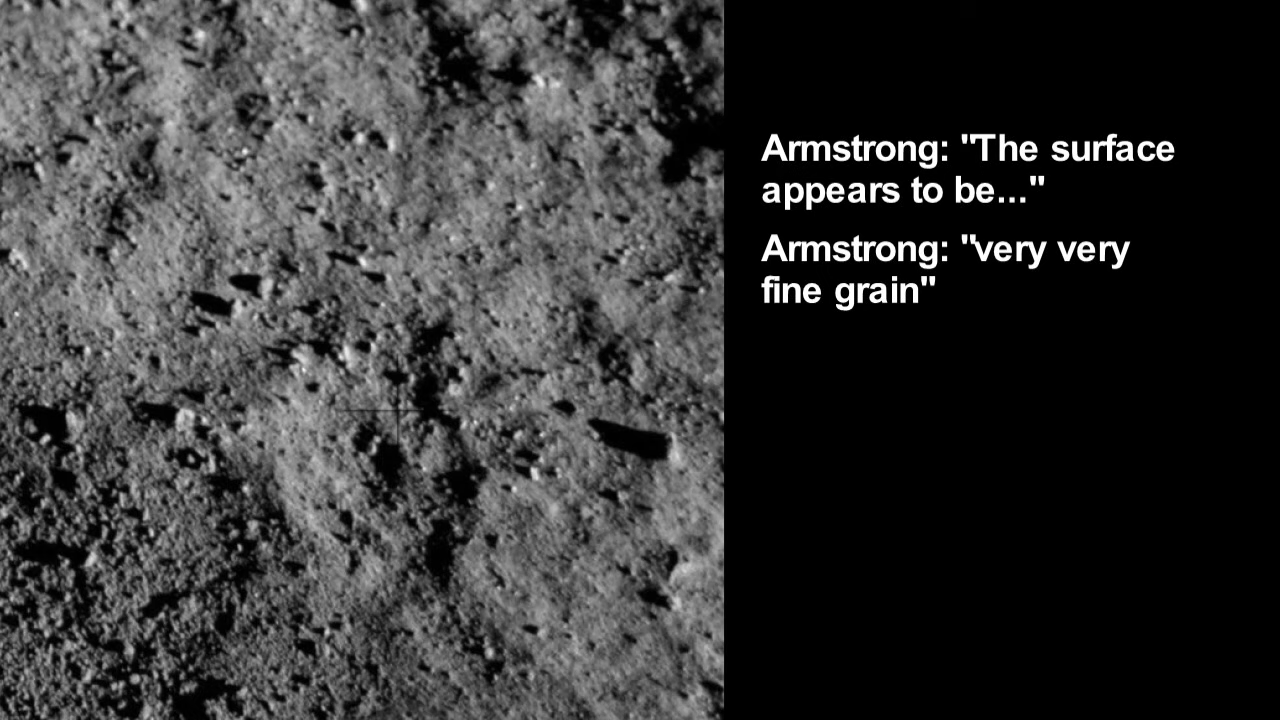 Armstrong: "The surface
appears to be..."
Armstrong: "very very
fine grain"